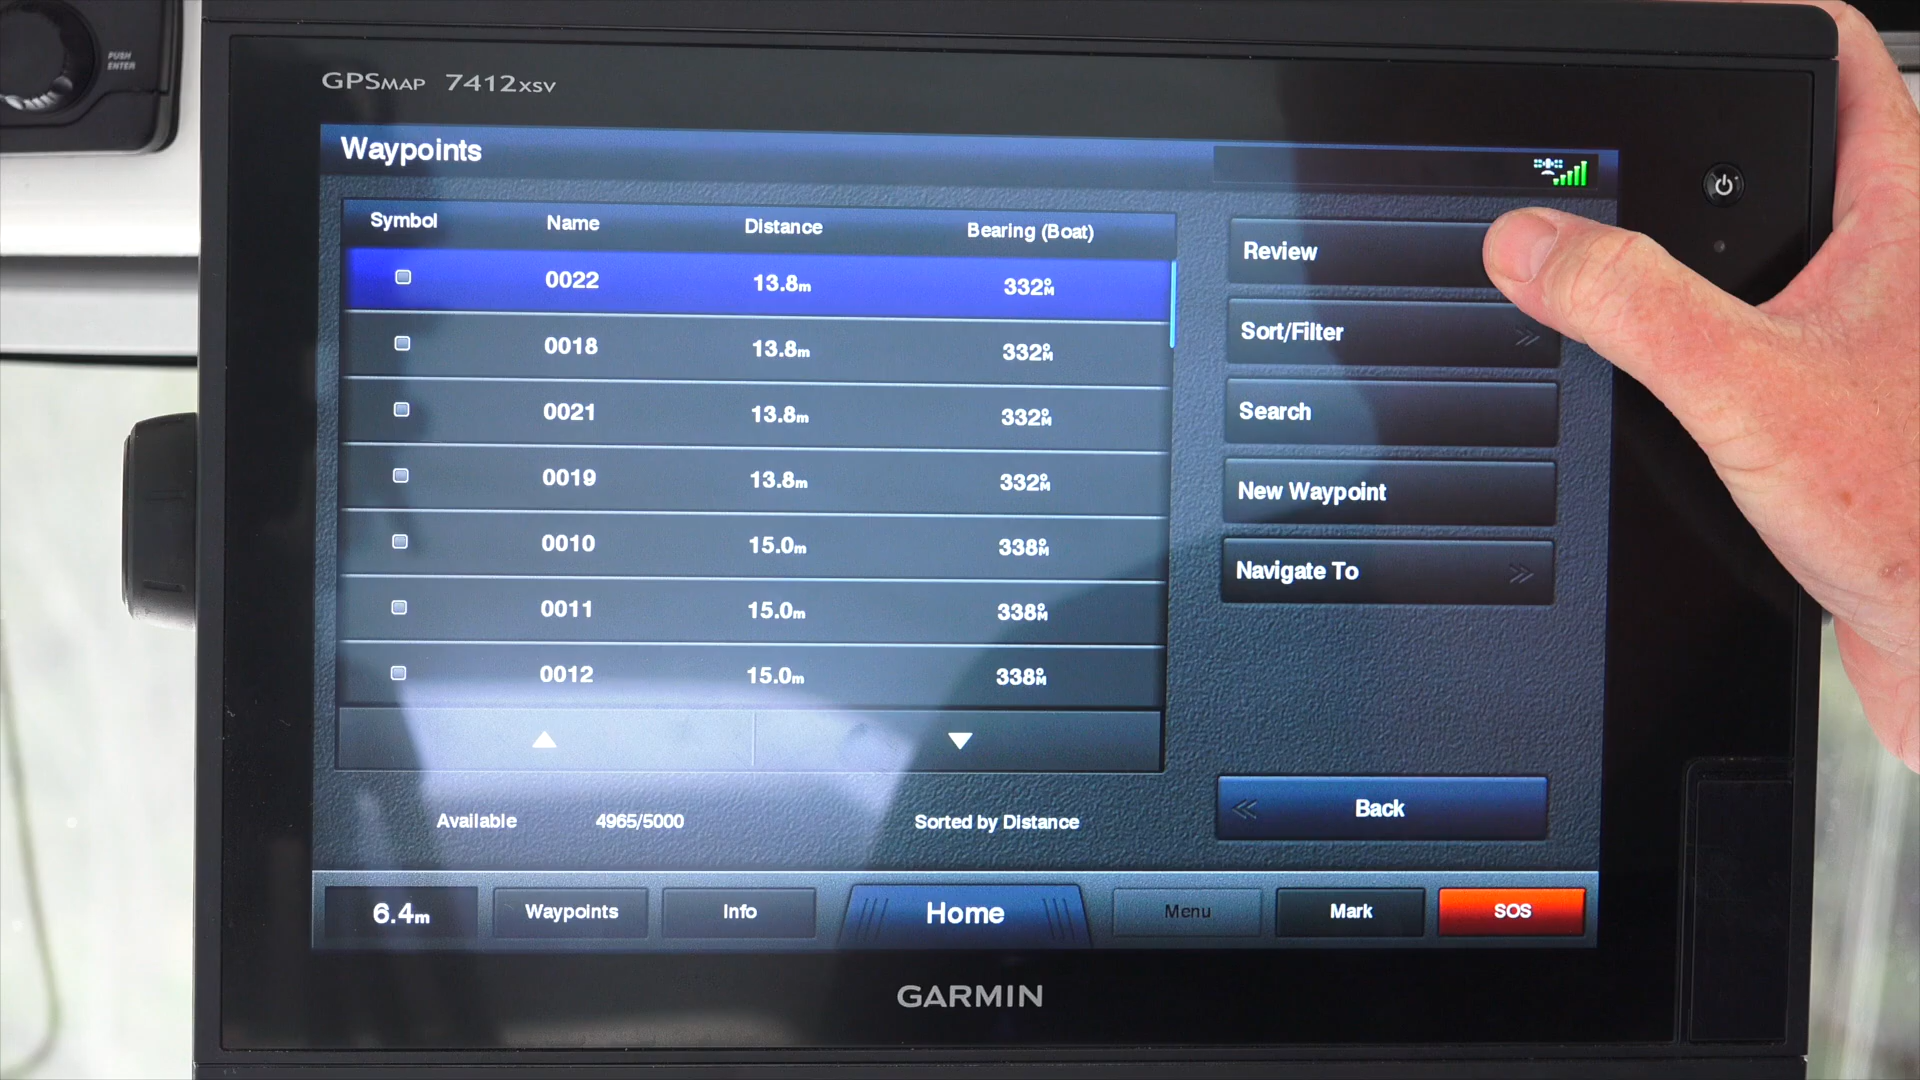 PUSH
ENTER
GPSMAP 7412XSV
Waypoints
Symbol Name Distance Bearing (Boat)
0022 13.8m 332°M
0018 13.8m 332°M
0021 13.8m 332°M
0019 13.8m 332°M
0010 15.0m 338°M
0011 15.0m 338°M
0012 15.0m 338°M
Available 4965/5000 Sorted by Distance
Review
Sort/Filter
Search
New Waypoint
Navigate To
Back
6.4m Waypoints Info Home Menu Mark SOS
GARMIN